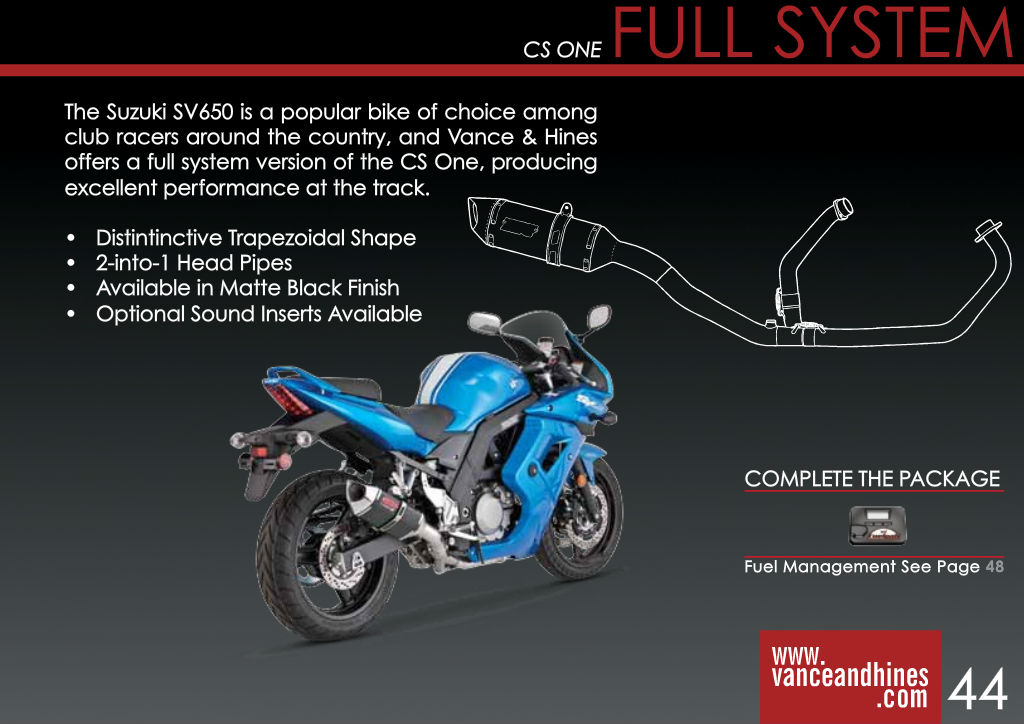 CS ONE FULL SYSTEM
The Suzuki SV650 is a popular bike of choice among
club racers around the country, and Vance & Hines
offers a full system version of the CS One, producing
excellent performance at the track.
• Distintinctive Trapezoidal Shape
• 2-into-1 Head Pipes
• Available in Matte Black Finish
• Optional Sound Inserts Available
COMPLETE THE PACKAGE
Fuel Management See Page 48
www.
vanceandhines
.com
44